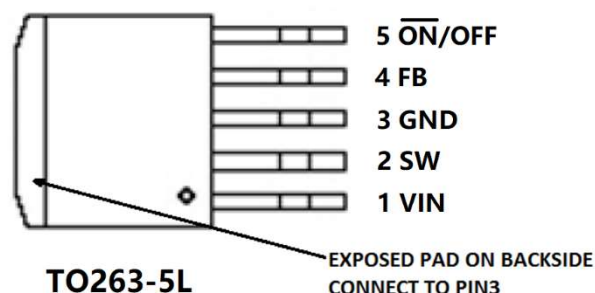 5 O̅N̅/OFF
4 FB
3 GND
2 SW
1 VIN
EXPOSED PAD ON BACKSIDE
CONNECT TO PIN3
TO263-5L